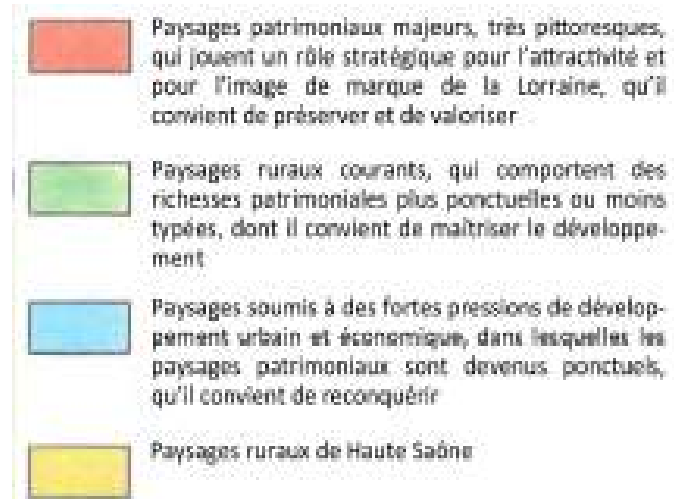 Paysages patrimoniaux majeurs, très pittoresques,
qui jouent un rôle stratégique pour l'attractivité et
pour l'image de marque de la Lorraine, qu'il
convient de préserver et de valoriser
Paysages ruraux courants, qui comportent des
richesses patrimoniales plus ponctuelles ou moins
typées, dont il convient de maîtriser le développe-
ment
Paysages soumis à des fortes pressions de dévelop-
pement urbain et économique, dans lesquelles les
paysages patrimoniaux sont devenus ponctuels,
qu'il convient de reconquérir
Paysages ruraux de Haute Saône